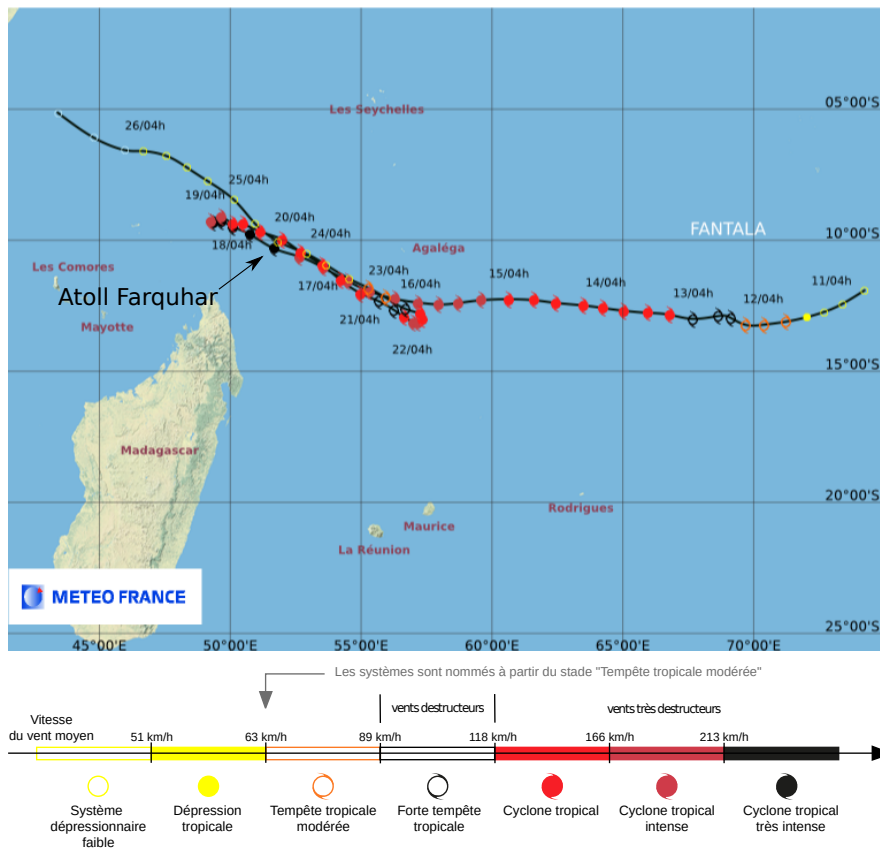 05°00'S
Les Seychelles
26/04h
25/04h
19/04h
20/04h
24/04h
FANTALA
18/04h
10°00'S
Agaléga
Les Comores
23/04h
16/04h
15/04h
11/04h
17/04h
14/04h
13/04h
12/04h
Atoll Farquhar
21/04h
Mayotte
22/04h
15°00'S
Madagascar
20°00'S
Rodrigues
Maurice
La Réunion
METEO FRANCE
25°00'S
45°00'E 50°00'E 55°00'E 60°00'E 65°00'E 70°00'E
Les systèmes sont nommés à partir du stade "Tempête tropicale modérée"
vents destructeurs vents très destructeurs
Vitesse
du vent moyen 51 km/h 63 km/h 89 km/h 118 km/h 166 km/h 213 km/h
Système
dépressionnaire
faible
Dépression
tropicale
Tempête tropicale
modérée
Forte tempête
tropicale
Cyclone tropical
Cyclone tropical
intense
Cyclone tropical
très intense